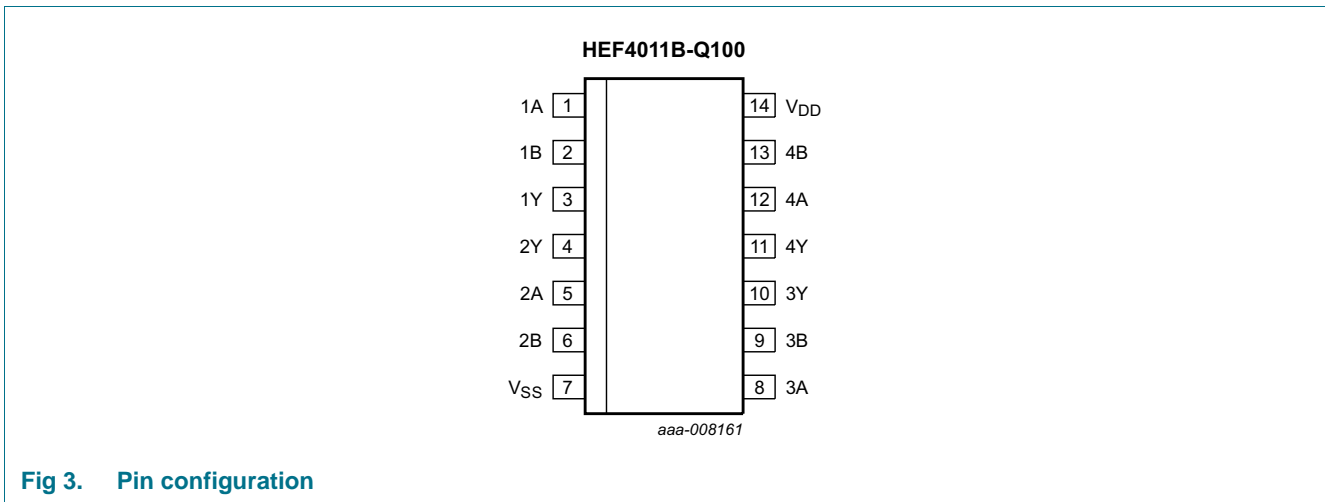 HEF4011B-Q100
1A 1 14 VDD
1B 2 13 4B
1Y 3 12 4A
2Y 4 11 4Y
2A 5 10 3Y
2B 6 9 3B
VSS 7 8 3A
aaa-008161
Fig 3. Pin configuration